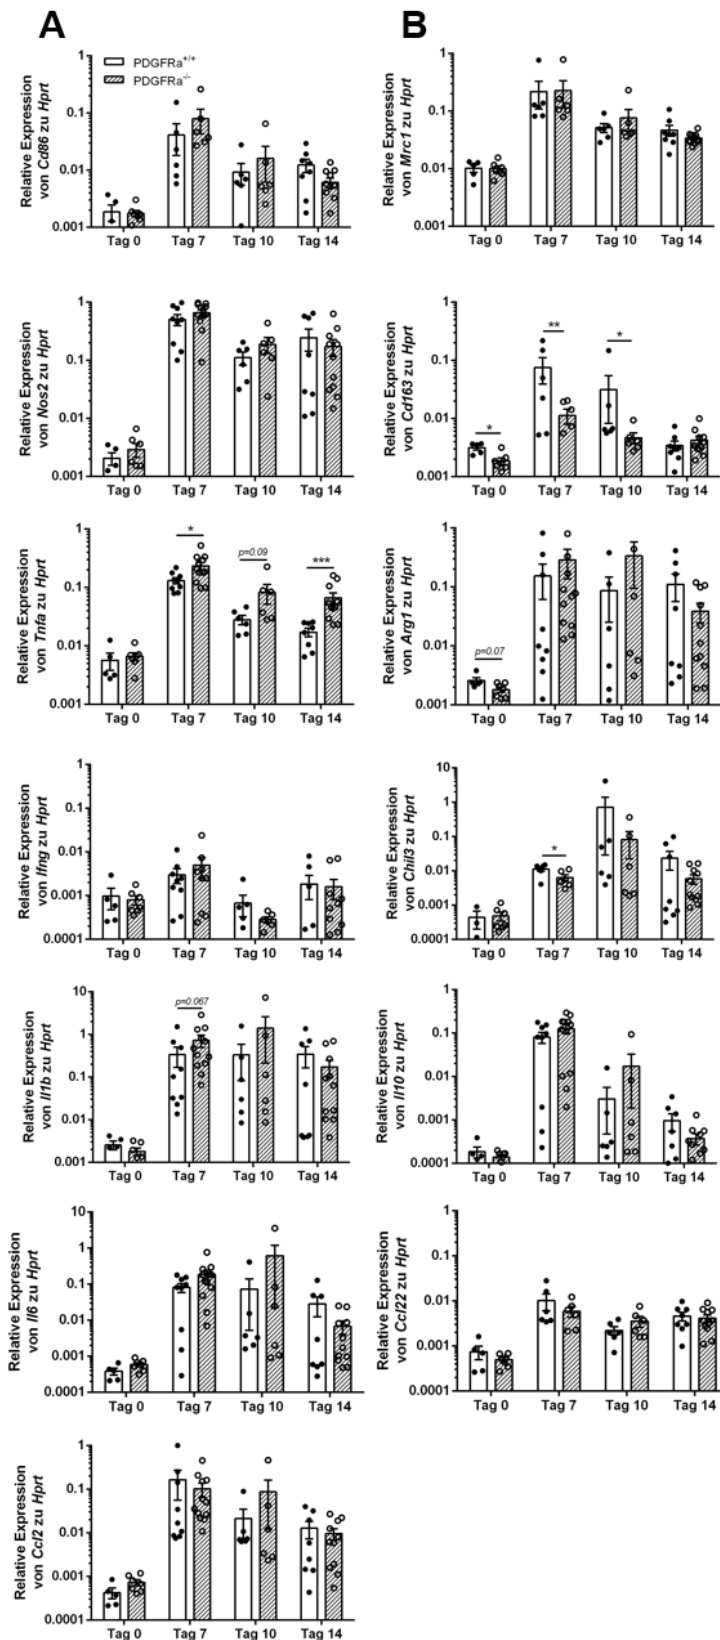 A
PDGFRa+/+
PDGFRa-/-
Relative Expression
von Cd86 zu Hprt
1
0.1
0.01
0.001
Tag 0 Tag 7 Tag 10 Tag 14
Relative Expression
von Nos2 zu Hprt
1
0.1
0.01
0.001
Tag 0 Tag 7 Tag 10 Tag 14
Relative Expression
von Tnfa zu Hprt
1
0.1
0.01
0.001
*
p=0.09
***
Tag 0 Tag 7 Tag 10 Tag 14
Relative Expression
von Ifng zu Hprt
1
0.1
0.01
0.001
0.0001
Tag 0 Tag 7 Tag 10 Tag 14
Relative Expression
von Il1b zu Hprt
10
1
0.1
0.01
0.001
p=0.067
Tag 0 Tag 7 Tag 10 Tag 14
Relative Expression
von Il6 zu Hprt
10
1
0.1
0.01
0.001
0.0001
Tag 0 Tag 7 Tag 10 Tag 14
Relative Expression
von Ccl2 zu Hprt
1
0.1
0.01
0.001
0.0001
Tag 0 Tag 7 Tag 10 Tag 14
B
Relative Expression
von Mrc1 zu Hprt
1
0.1
0.01
0.001
Tag 0 Tag 7 Tag 10 Tag 14
Relative Expression
von Cd163 zu Hprt
1
0.1
0.01
0.001
*
**
*
Tag 0 Tag 7 Tag 10 Tag 14
Relative Expression
von Arg1 zu Hprt
1
0.1
0.01
0.001
p=0.07
Tag 0 Tag 7 Tag 10 Tag 14
Relative Expression
von Chil3 zu Hprt
10
1
0.1
0.01
0.001
0.0001
*
Tag 0 Tag 7 Tag 10 Tag 14
Relative Expression
von Il10 zu Hprt
1
0.1
0.01
0.001
0.0001
Tag 0 Tag 7 Tag 10 Tag 14
Relative Expression
von Ccl22 zu Hprt
1
0.1
0.01
0.001
0.0001
Tag 0 Tag 7 Tag 10 Tag 14